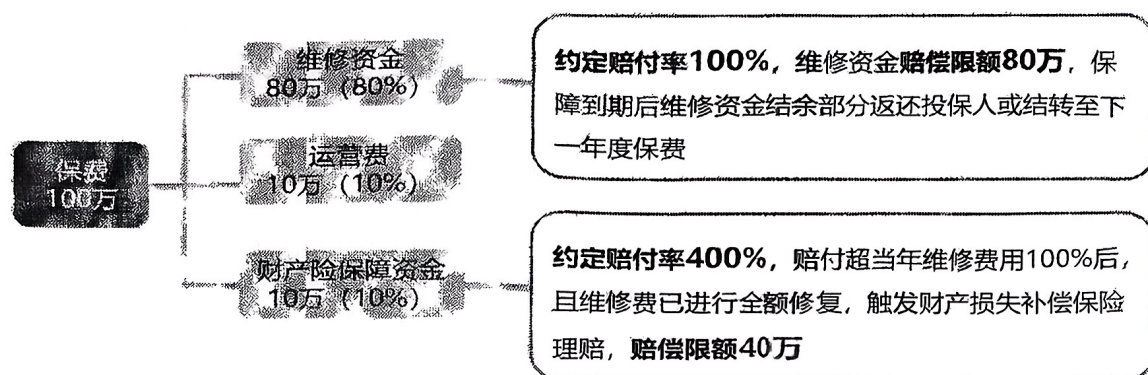 保费
100万
维修资金
80万（80%）
运营费
10万（10%）
财产险保障资金
10万（10%）
约定赔付率100%，维修资金赔偿限额80万，保
障到期后维修资金结余部分返还投保人或结转至下
一年度保费
约定赔付率400%，赔付超当年维修费用100%后，
且维修费已进行全额修复，触发财产损失补偿保险
理赔，赔偿限额40万